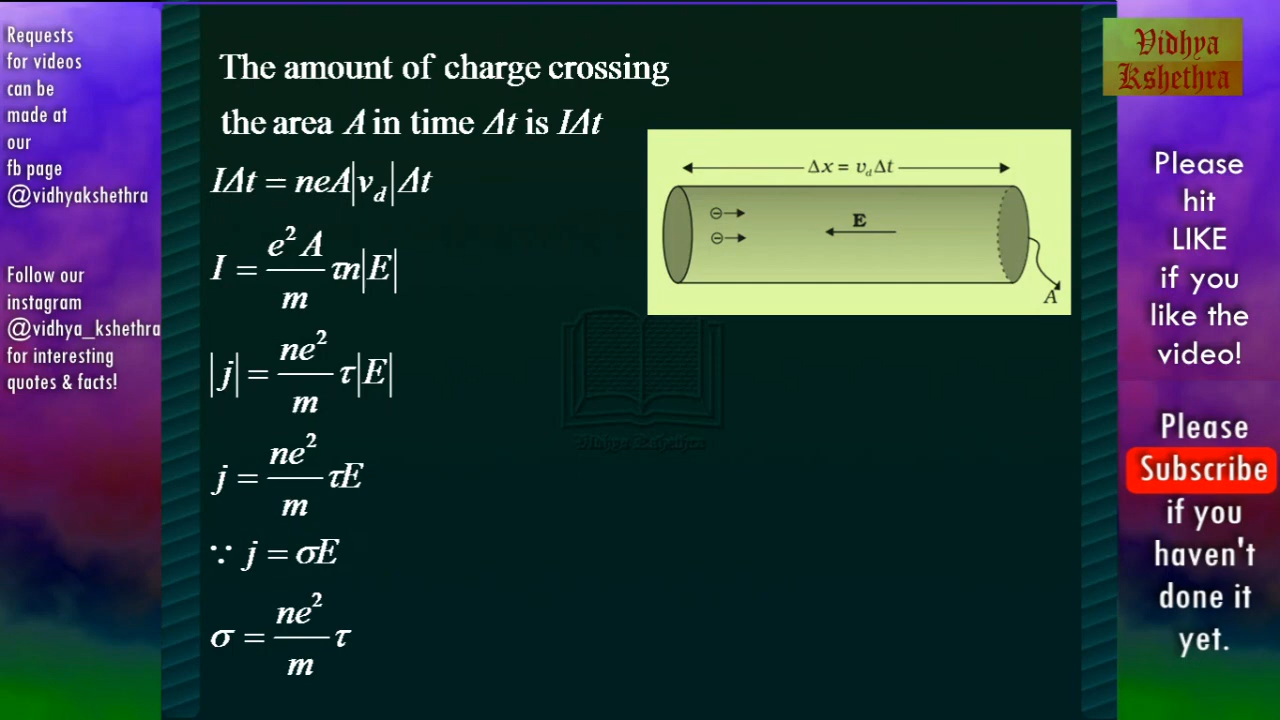 Requests
for videos
can be
made at
our
fb page
@vidhyakshethra
Follow our
instagram
@vidhya_kshethra
for interesting
quotes & facts!
The amount of charge crossing
the area A in time Δt is IΔt
IΔt = neA|v_d|Δt
I = e²A/m τn|E|
|j| = ne²/m τ|E|
j = ne²/m τE
∵ j = σE
σ = ne²/m τ
Δx = v_dΔt
⊖→ E
⊖→
A
Vidhya Kshethra
Vidhya
Kshethra
Please
hit
LIKE
if you
like the
video!
Please
Subscribe
if you
haven't
done it
yet.